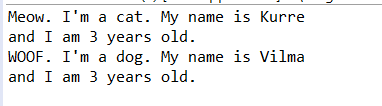 Meow. I'm a cat. My name is Kurre
and I am 3 years old.
WOOF. I'm a dog. My name is Vilma
and I am 3 years old.